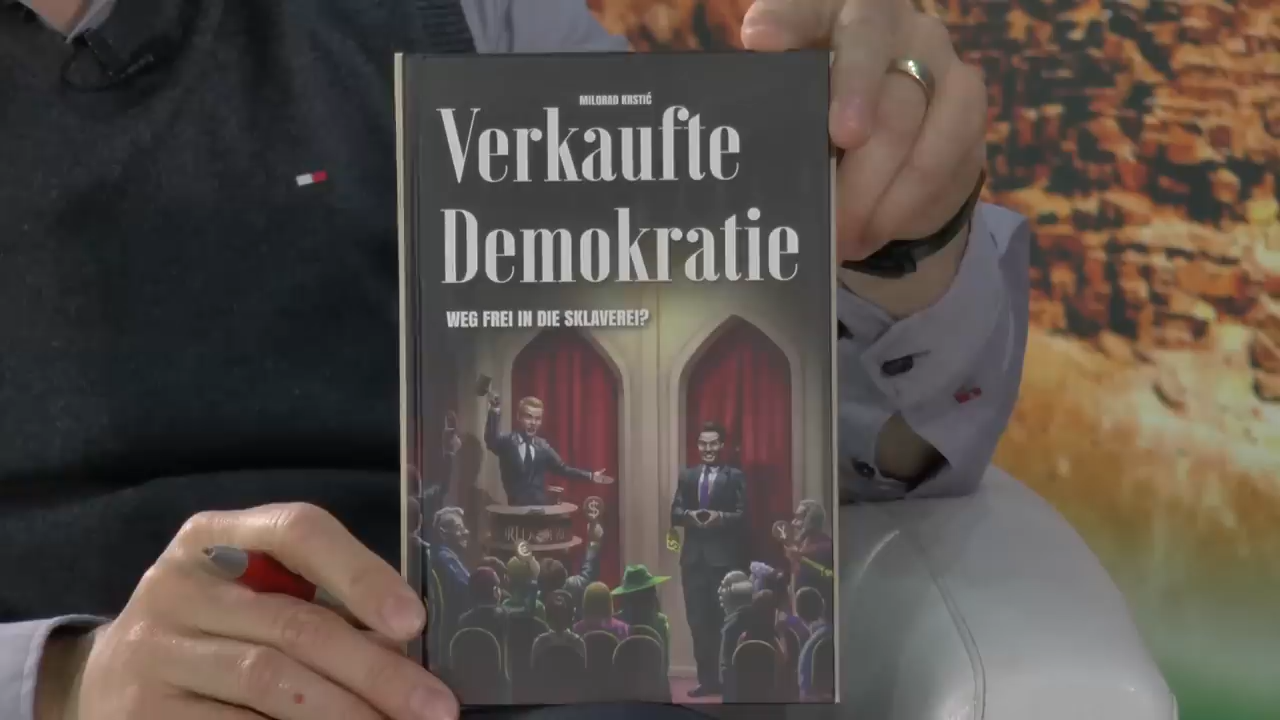 MILORAD KRSTIĆ
Verkaufte
Demokratie
WEG FREI IN DIE SKLAVEREI?
$
€